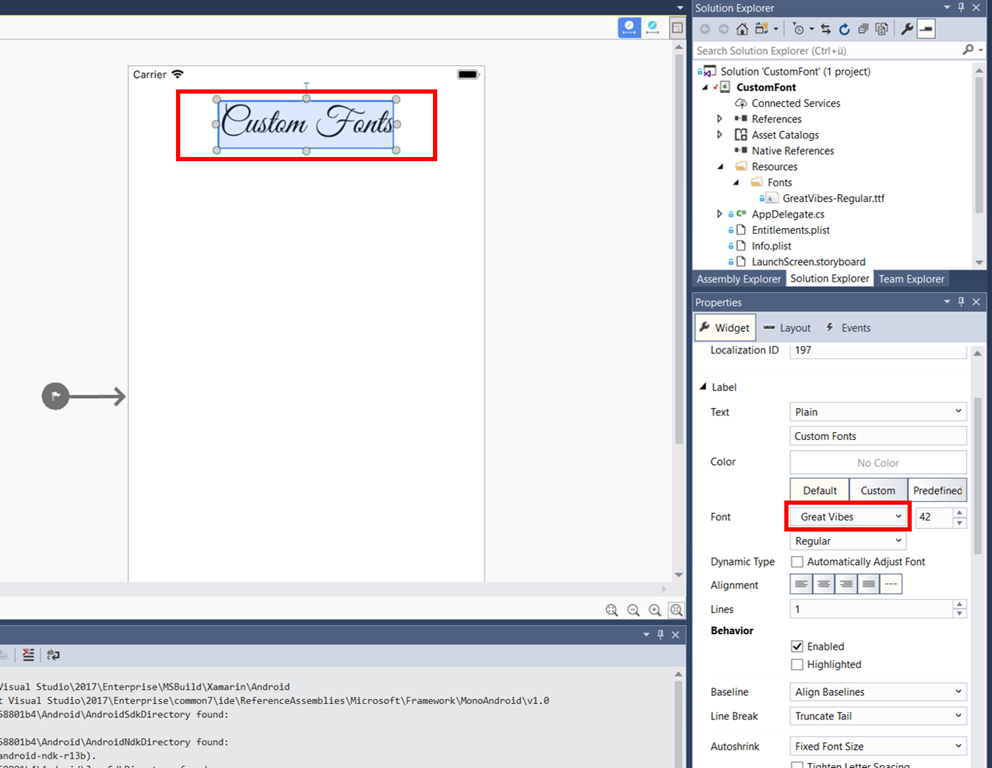 Carrier
Custom Fonts
Visual Studio\2017\Enterprise\MSBuild\Xamarin\Android
t Visual Studio\2017\Enterprise\common7\ide\ReferenceAssemblies\Microsoft\Framework\MonoAndroid\v1.0
58801b4\Android\AndroidSdkDirectory found:
58801b4\Android\AndroidNdkDirectory found:
android-ndk-r13b).
Solution Explorer
Search Solution Explorer (Ctrl+ü)
Solution 'CustomFont' (1 project)
CustomFont
Connected Services
References
Asset Catalogs
Native References
Resources
Fonts
GreatVibes-Regular.ttf
AppDelegate.cs
Entitlements.plist
Info.plist
LaunchScreen.storyboard
Assembly Explorer Solution Explorer Team Explorer
Properties
Widget Layout Events
Localization ID 197
Label
Text Plain
Custom Fonts
Color No Color
Default Custom Predefined
Font Great Vibes 42
Regular
Dynamic Type Automatically Adjust Font
Alignment
Lines 1
Behavior
Enabled
Highlighted
Baseline Align Baselines
Line Break Truncate Tail
Autoshrink Fixed Font Size
Tighten Letter Spacing